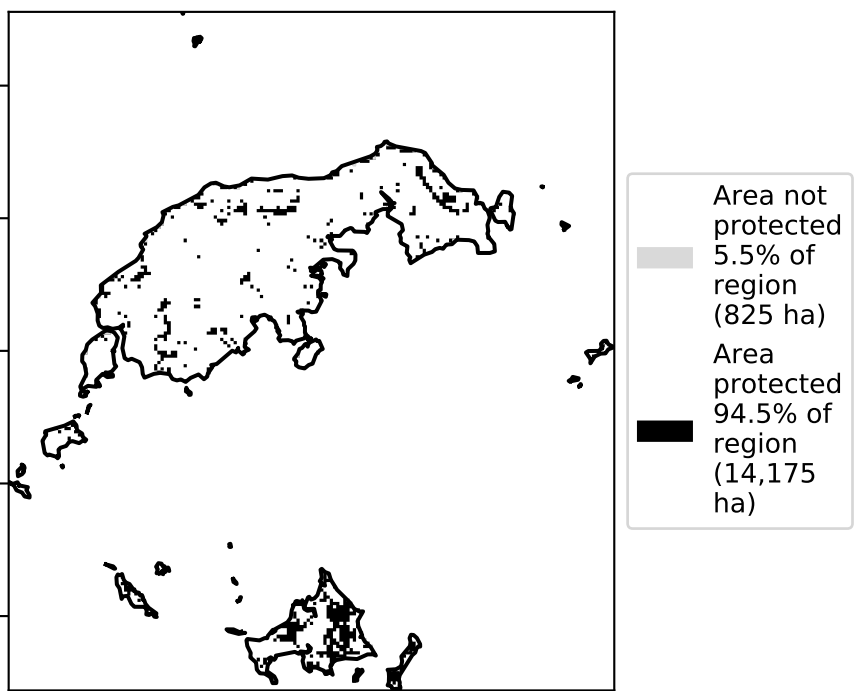 Area not
protected
5.5% of
region
(825 ha)
Area
protected
94.5% of
region
(14,175
ha)